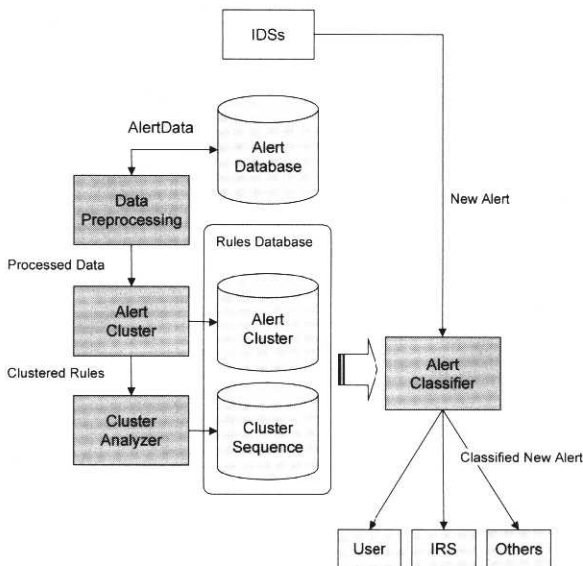 IDSs
AlertData
Alert
Database
Data
Preprocessing
New Alert
Rules Database
Processed Data
Alert
Cluster
Alert
Cluster
Alert
Classifier
Clustered Rules
Cluster
Analyzer
Cluster
Sequence
Classified New Alert
User
IRS
Others